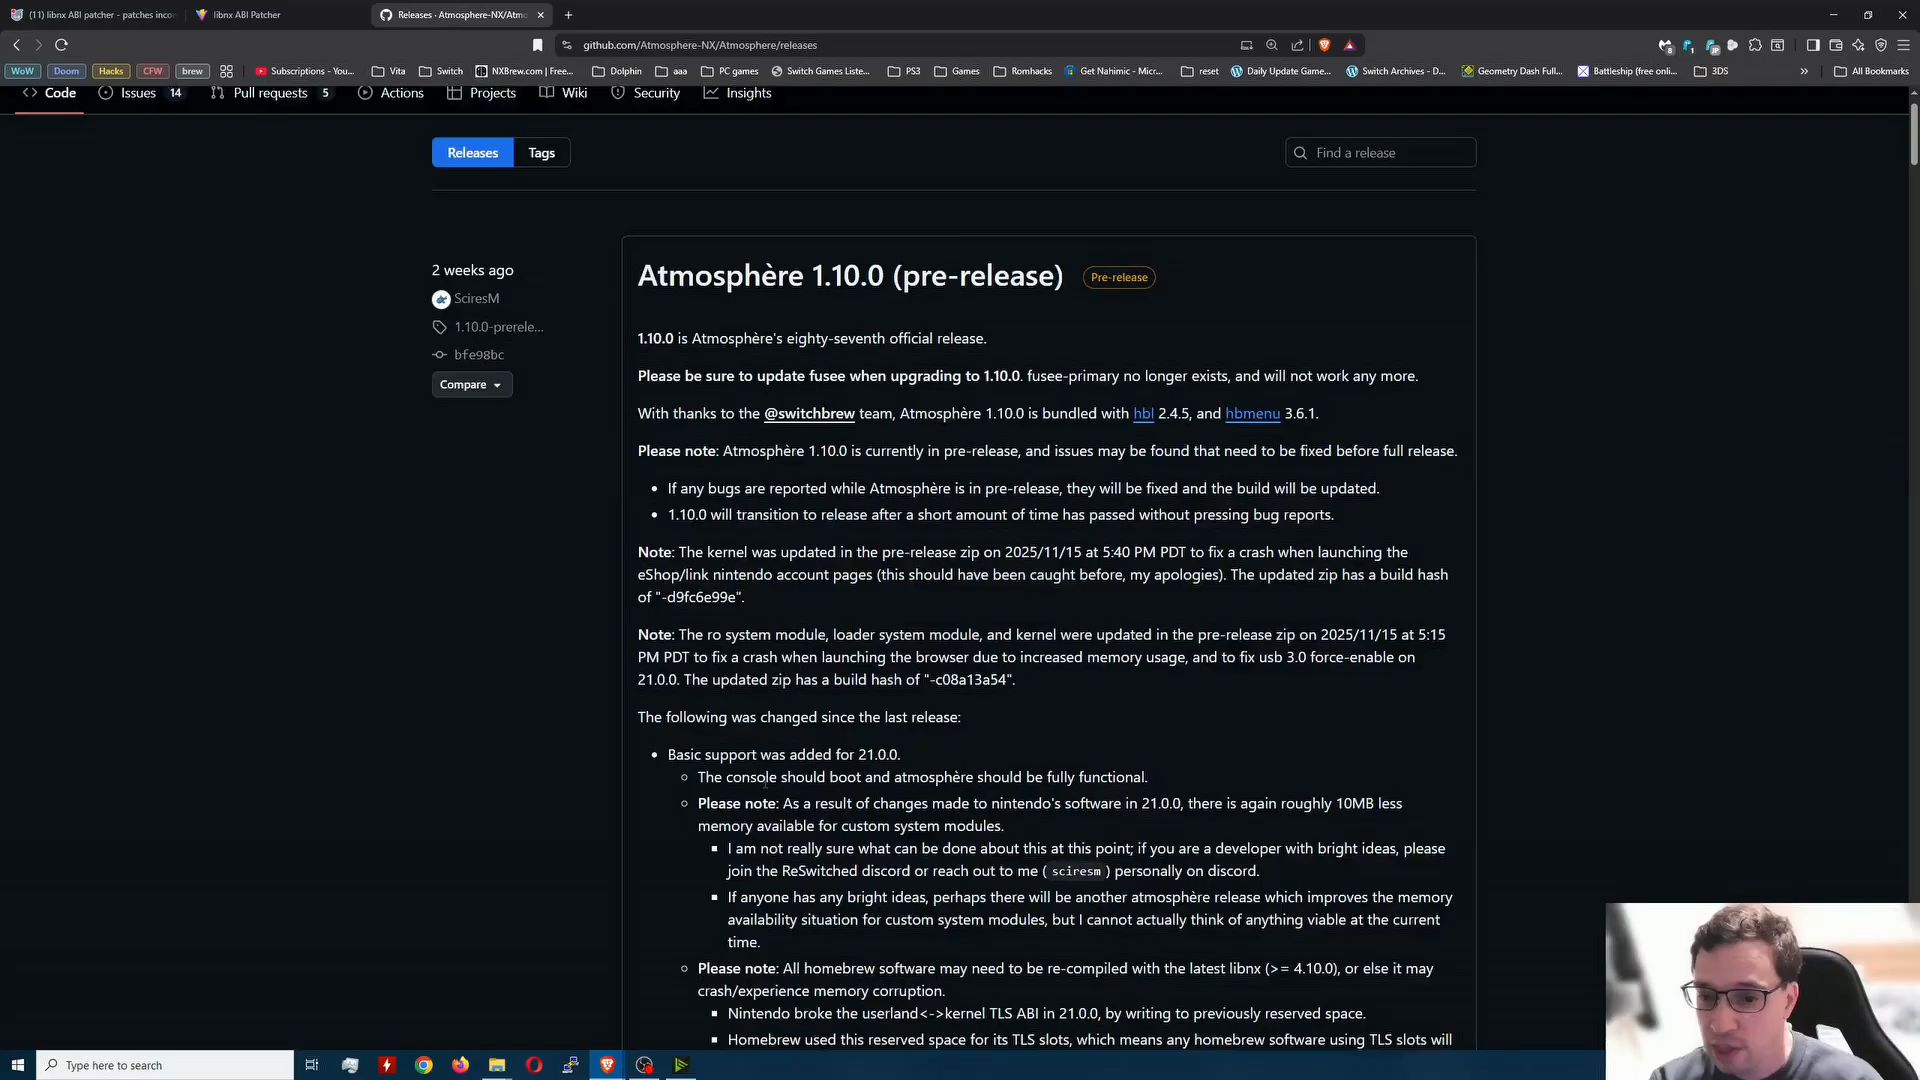 (11) libnx ABI patcher - patches inco
libnx ABI Patcher
Releases · Atmosphere-NX/Atmo
github.com/Atmosphere-NX/Atmosphere/releases
WoW
Doom
Hacks
CFW
brew
Subscriptions - You...
Vita
Switch
NXBrew.com | Free...
Dolphin
aaa
PC games
Switch Games Liste...
PS3
Games
Romhacks
Get Nahimic - Micr...
reset
Daily Update Game...
Switch Archives - D...
Geometry Dash Full...
Battleship (free onli...
3DS
All Bookmarks
Code
Issues 14
Pull requests 5
Actions
Projects
Wiki
Security
Insights
Releases
Tags
Find a release
2 weeks ago
SciresM
1.10.0-prerele...
bfe98bc
Compare
Atmosphère 1.10.0 (pre-release) Pre-release
1.10.0 is Atmosphère's eighty-seventh official release.
Please be sure to update fusee when upgrading to 1.10.0. fusee-primary no longer exists, and will not work any more.
With thanks to the @switchbrew team, Atmosphère 1.10.0 is bundled with hbl 2.4.5, and hbmenu 3.6.1.
Please note: Atmosphère 1.10.0 is currently in pre-release, and issues may be found that need to be fixed before full release.
• If any bugs are reported while Atmosphère is in pre-release, they will be fixed and the build will be updated.
• 1.10.0 will transition to release after a short amount of time has passed without pressing bug reports.
Note: The kernel was updated in the pre-release zip on 2025/11/15 at 5:40 PM PDT to fix a crash when launching the
eShop/link nintendo account pages (this should have been caught before, my apologies). The updated zip has a build hash
of "-d9fc6e99e".
Note: The ro system module, loader system module, and kernel were updated in the pre-release zip on 2025/11/15 at 5:15
PM PDT to fix a crash when launching the browser due to increased memory usage, and to fix usb 3.0 force-enable on
21.0.0. The updated zip has a build hash of "-c08a13a54".
The following was changed since the last release:
• Basic support was added for 21.0.0.
○ The console should boot and atmosphère should be fully functional.
○ Please note: As a result of changes made to nintendo's software in 21.0.0, there is again roughly 10MB less
memory available for custom system modules.
▪ I am not really sure what can be done about this at this point; if you are a developer with bright ideas, please
join the ReSwitched discord or reach out to me ( sciresm ) personally on discord.
▪ If anyone has any bright ideas, perhaps there will be another atmosphère release which improves the memory
availability situation for custom system modules, but I cannot actually think of anything viable at the current
time.
○ Please note: All homebrew software may need to be re-compiled with the latest libnx (>= 4.10.0), or else it may
crash/experience memory corruption.
▪ Nintendo broke the userland<->kernel TLS ABI in 21.0.0, by writing to previously reserved space.
▪ Homebrew used this reserved space for its TLS slots, which means any homebrew software using TLS slots will
Type here to search